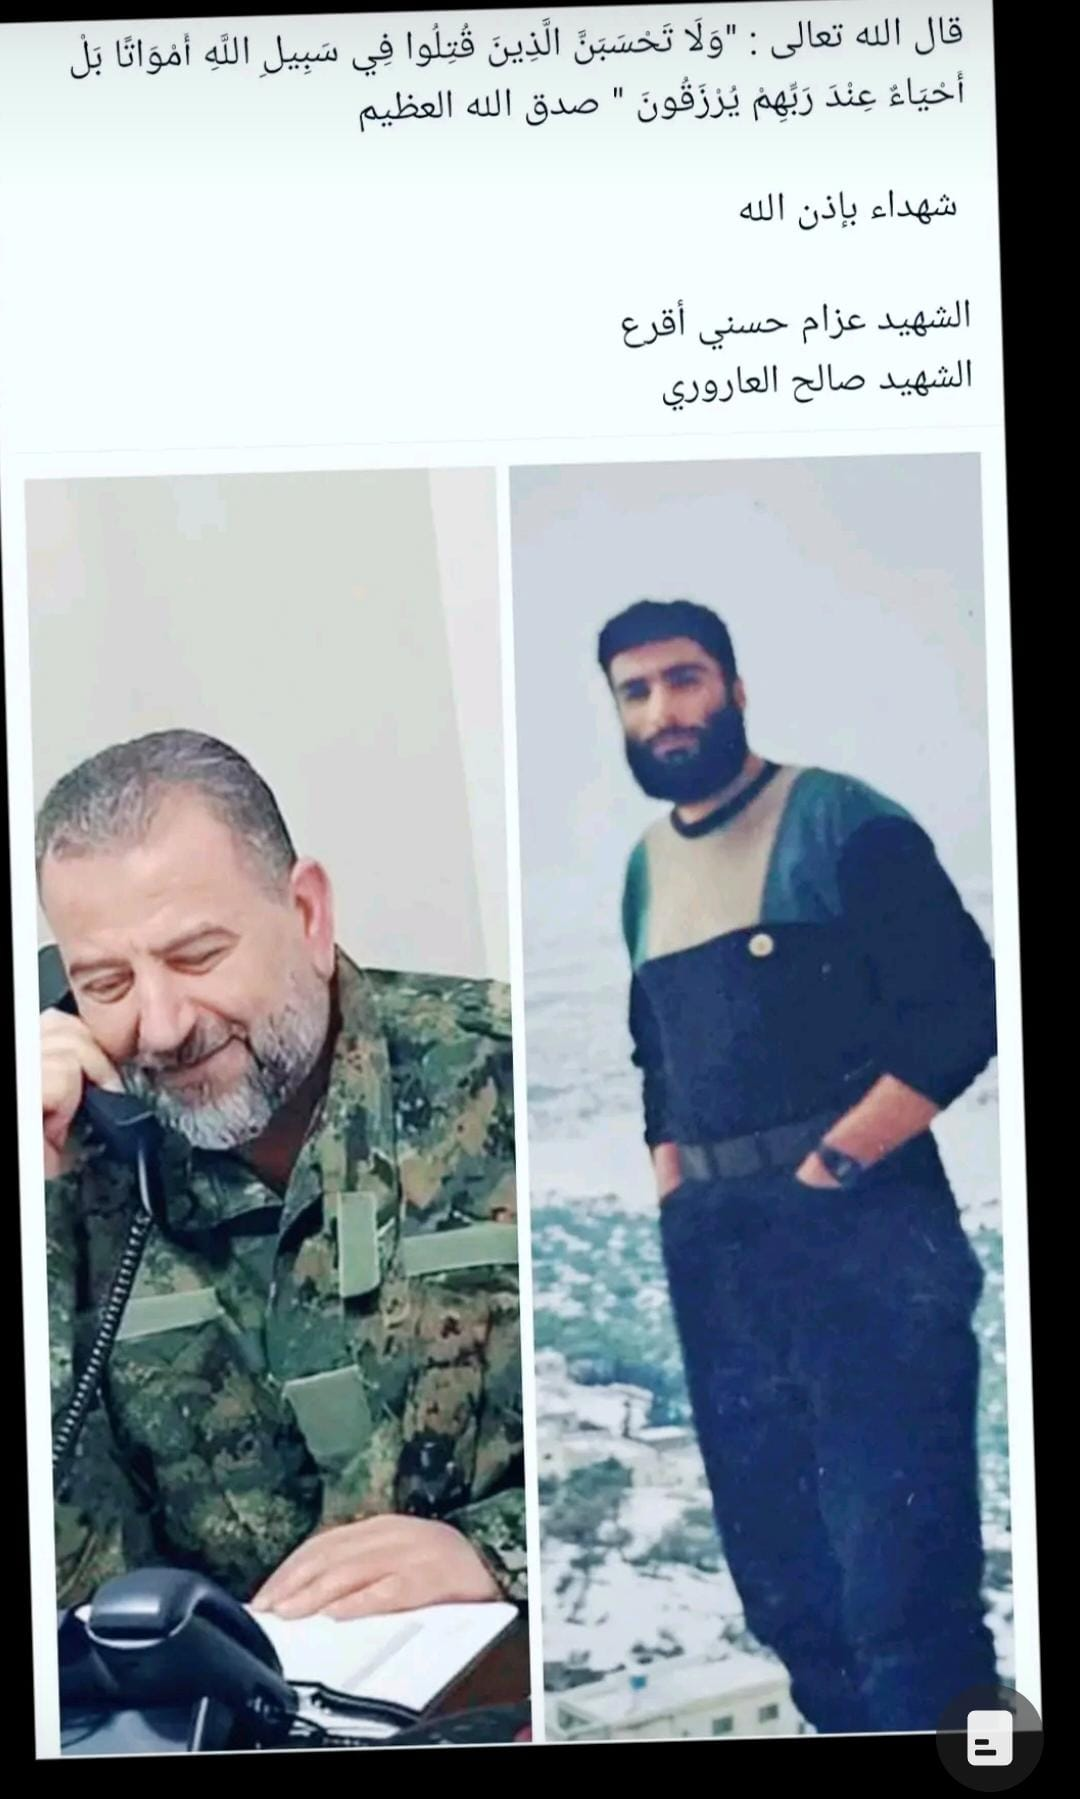 قال الله تعالى : "وَلَا تَحْسَبَنَّ الَّذِينَ قُتِلُوا فِي سَبِيلِ اللَّهِ أَمْوَاتًا بَلْ
أَحْيَاءٌ عِنْدَ رَبِّهِمْ يُرْزَقُونَ " صدق الله العظيم
شهداء بإذن الله
الشهيد عزام حسني أقرع
الشهيد صالح العاروري